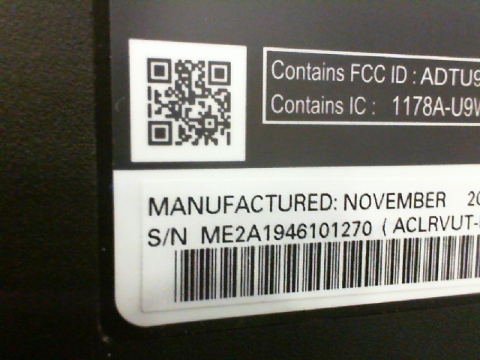 Contains FCC ID : ADTU9
Contains IC : 1178A-U9W
MANUFACTURED: NOVEMBER 20
S/N ME2A1946101270 ( ACLRVUT-